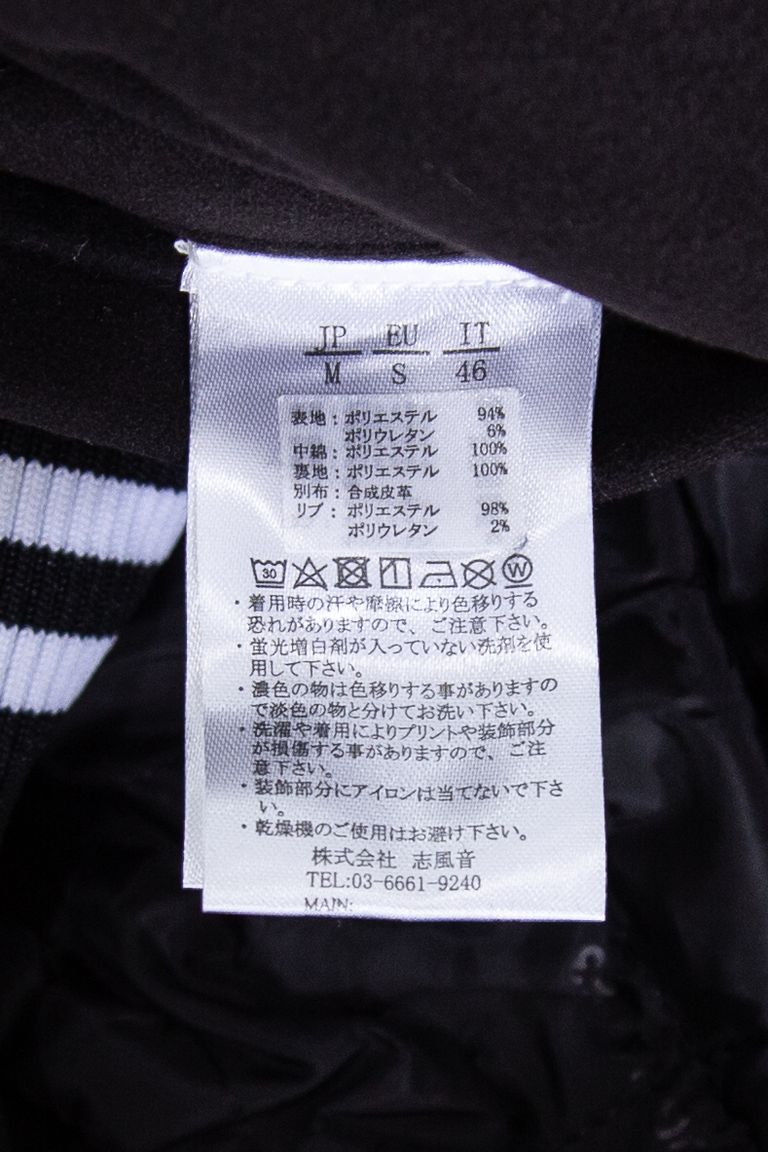 JP EU IT
M S 46
表地：ポリエステル 94%
ポリウレタン 6%
中綿：ポリエステル 100%
裏地：ポリエステル 100%
別布：合成皮革
リブ：ポリエステル 98%
ポリウレタン 2%
30 W
・着用時の汗や摩擦により色移りする
恐れがありますので、ご注意下さい。
・蛍光増白剤が入っていない洗剤を使
用して下さい。
・濃色の物は色移りする事がありますの
で淡色の物と分けてお洗い下さい。
・洗濯や着用によりプリントや装飾部分
が損傷する事がありますので、ご注
意下さい。
・装飾部分にアイロンは当てないで下さ
い。
・乾燥機のご使用はお避け下さい。
株式会社 志風音
TEL:03-6661-9240
MAIN: